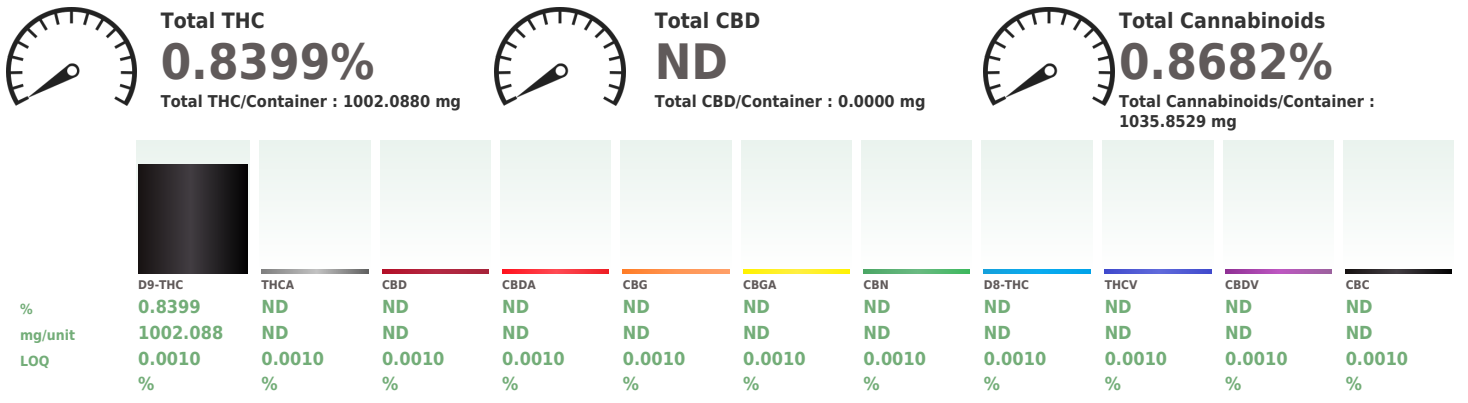 Total THC
0.8399%
Total THC/Container : 1002.0880 mg
Total CBD
ND
Total CBD/Container : 0.0000 mg
Total Cannabinoids
0.8682%
Total Cannabinoids/Container :
1035.8529 mg
D9-THC THCA CBD CBDA CBG CBGA CBN D8-THC THCV CBDV CBC
% 0.8399 ND ND ND ND ND ND ND ND ND ND
mg/unit 1002.088 ND ND ND ND ND ND ND ND ND ND
LOQ 0.0010 0.0010 0.0010 0.0010 0.0010 0.0010 0.0010 0.0010 0.0010 0.0010 0.0010
% % % % % % % % % % %